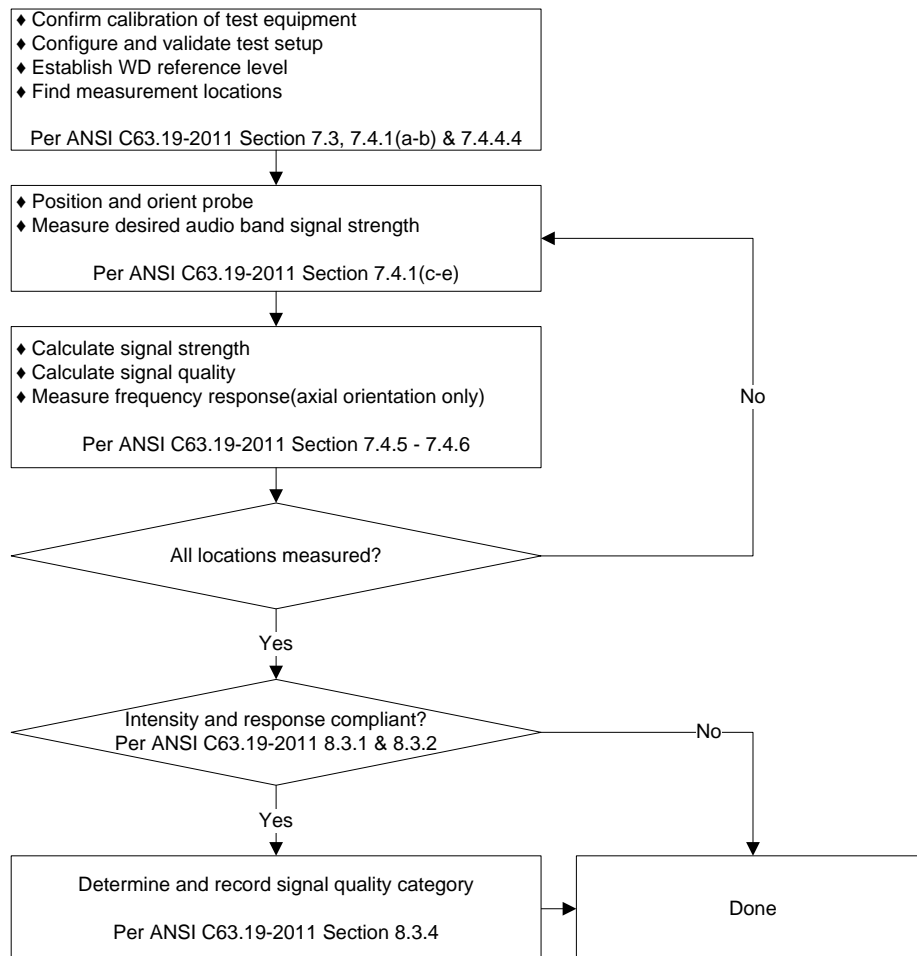 ♦ Confirm calibration of test equipment
♦ Configure and validate test setup
♦ Establish WD reference level
♦ Find measurement locations
Per ANSI C63.19-2011 Section 7.3, 7.4.1(a-b) & 7.4.4.4
♦ Position and orient probe
♦ Measure desired audio band signal strength
Per ANSI C63.19-2011 Section 7.4.1(c-e)
♦ Calculate signal strength
♦ Calculate signal quality
♦ Measure frequency response(axial orientation only)
Per ANSI C63.19-2011 Section 7.4.5 - 7.4.6
No
All locations measured?
Yes
Intensity and response compliant?
Per ANSI C63.19-2011 8.3.1 & 8.3.2
No
Yes
Determine and record signal quality category
Per ANSI C63.19-2011 Section 8.3.4
Done